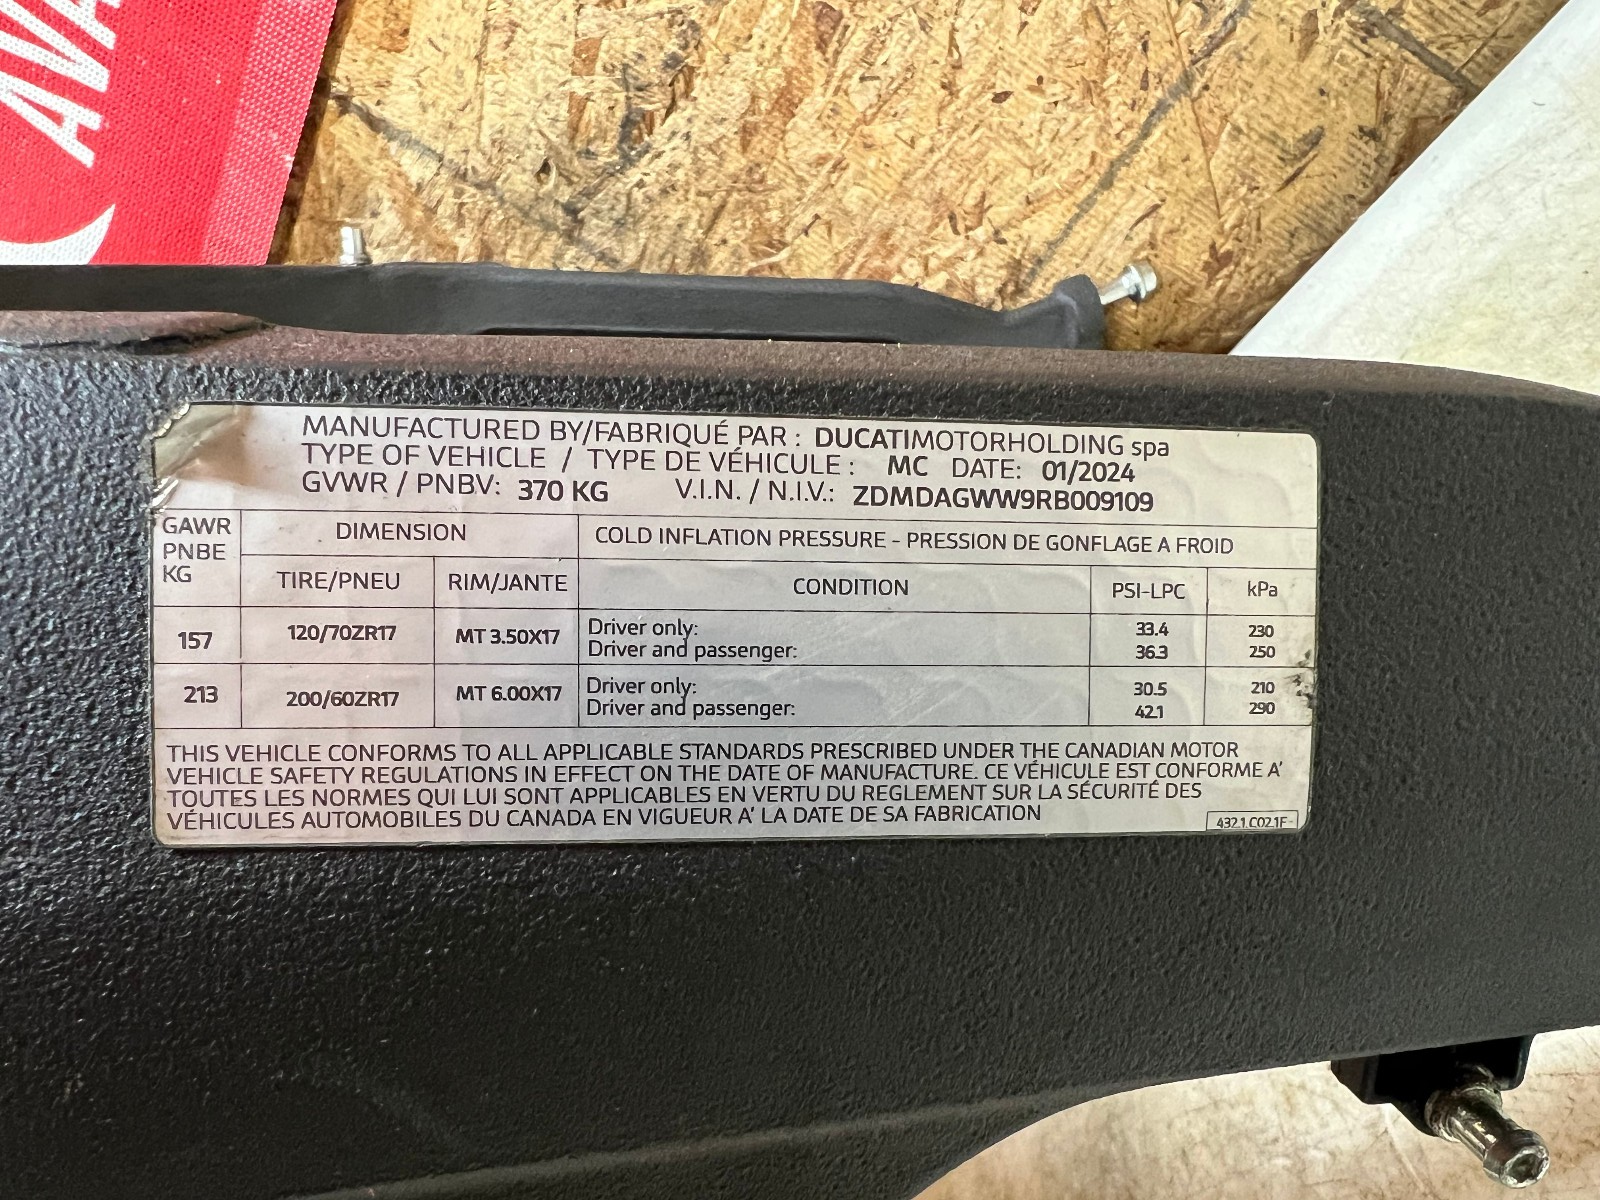 AVA
MANUFACTURED BY/FABRIQUÉ PAR : DUCATIMOTORHOLDING spa
TYPE OF VEHICLE / TYPE DE VÉHICULE : MC DATE: 01/2024
GVWR / PNBV: 370 KG V.I.N. / N.I.V.: ZDMDAGWW9RB009109
GAWR PNBE KG DIMENSION COLD INFLATION PRESSURE - PRESSION DE GONFLAGE A FROID
TIRE/PNEU RIM/JANTE CONDITION PSI-LPC kPa
157 120/70ZR17 MT 3.50X17 Driver only: 33.4 230
Driver and passenger: 36.3 250
213 200/60ZR17 MT 6.00X17 Driver only: 30.5 210
Driver and passenger: 42.1 290
THIS VEHICLE CONFORMS TO ALL APPLICABLE STANDARDS PRESCRIBED UNDER THE CANADIAN MOTOR
VEHICLE SAFETY REGULATIONS IN EFFECT ON THE DATE OF MANUFACTURE. CE VÉHICULE EST CONFORME A'
TOUTES LES NORMES QUI LUI SONT APPLICABLES EN VERTU DU REGLEMENT SUR LA SÉCURITÉ DES
VÉHICULES AUTOMOBILES DU CANADA EN VIGUEUR A' LA DATE DE SA FABRICATION
432.1.C02.1F